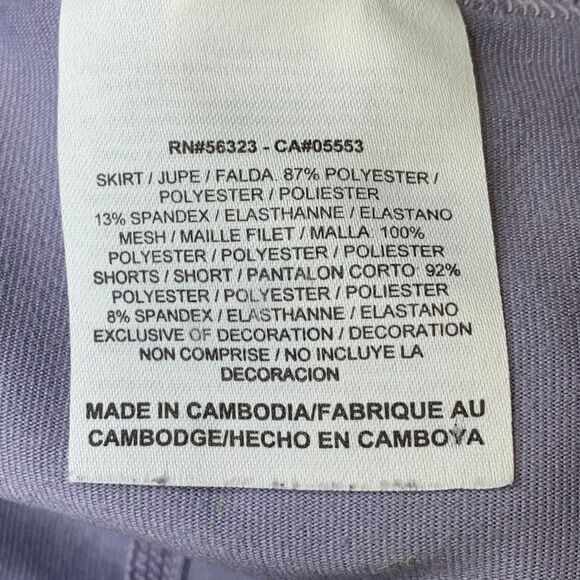 RN#56323 - CA#05553
SKIRT / JUPE / FALDA: 87% POLYESTER /
POLYESTER / POLIESTER
13% SPANDEX / ELASTHANNE / ELASTANO
MESH / MAILLE FILET / MALLA: 100%
POLYESTER / POLYESTER / POLIESTER
SHORTS / SHORT / PANTALON CORTO: 92%
POLYESTER / POLYESTER / POLIESTER
8% SPANDEX / ELASTHANNE / ELASTANO
EXCLUSIVE OF DECORATION / DECORATION
NON COMPRISE / NO INCLUYE LA
DECORACION
MADE IN CAMBODIA/FABRIQUE AU
CAMBODGE/HECHO EN CAMBOYA